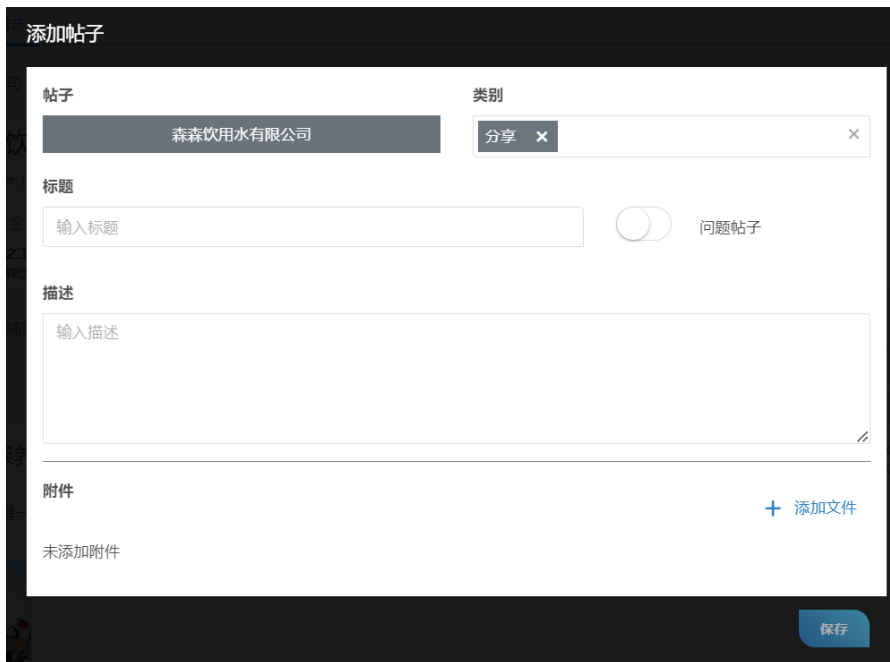 添加帖子
帖子
类别
森森饮用水有限公司
分享 ×
标题
输入标题
问题帖子
描述
输入描述
附件
+ 添加文件
未添加附件
保存